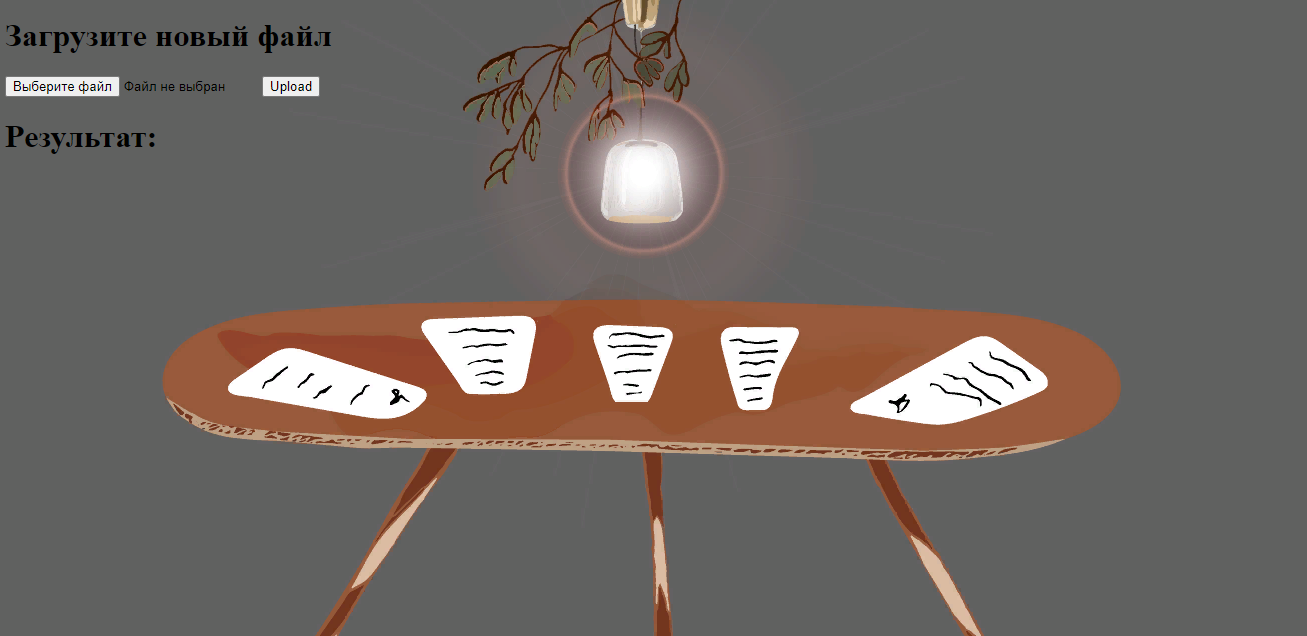 Загрузите новый файл
Выберите файл Файл не выбран Upload
Результат: